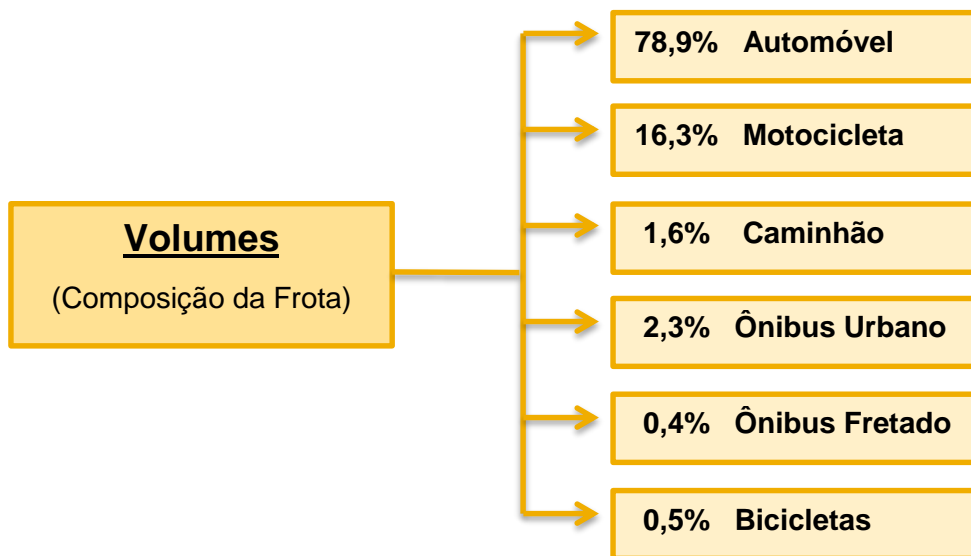 Volumes
(Composição da Frota)
78,9% Automóvel
16,3% Motocicleta
1,6% Caminhão
2,3% Ônibus Urbano
0,4% Ônibus Fretado
0,5% Bicicletas